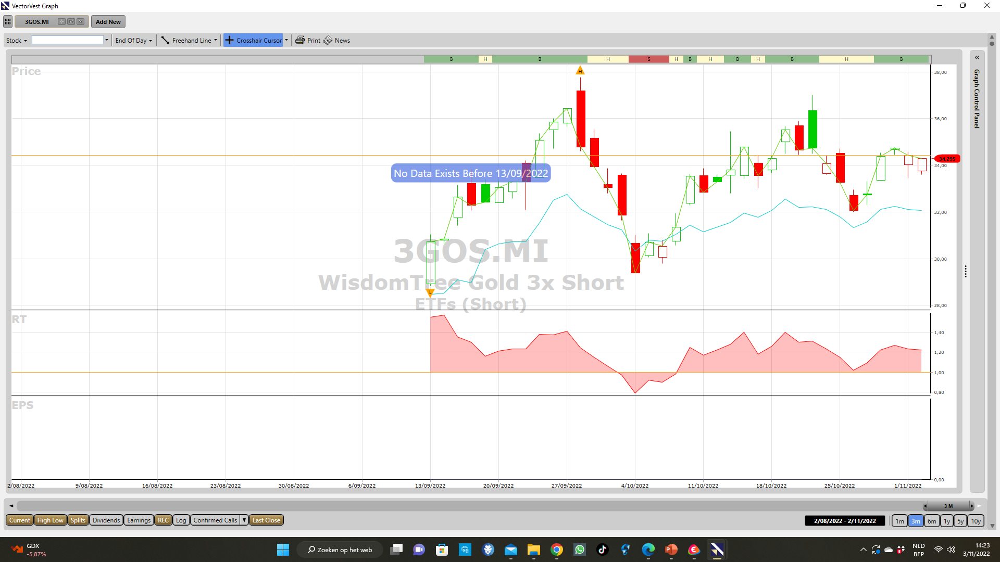 VectorVest Graph
3GOS.MI Add New
Stock End Of Day Freehand Line Crosshair Cursor Print News
B H B H S H B H B H B H B
Price
H
38,00
36,00
34.295
34,00
No Data Exists Before 13/09/2022
32,00
3GOS.MI
30,00
WisdomTree Gold 3x Short
L
ETFs (Short)
28,00
RT
1,40
1,20
1,00
0,80
EPS
0,00
2/08/2022 9/08/2022 16/08/2022 23/08/2022 30/08/2022 6/09/2022 13/09/2022 20/09/2022 27/09/2022 4/10/2022 11/10/2022 18/10/2022 25/10/2022 1/11/2022
Graph Control Panel
3 M
Current High Low Splits Dividends Earnings REC Log Confirmed Calls Last Close 2/08/2022 - 2/11/2022 1m 3m 6m 1y 5y 10y
GDX
-5,87%
Zoeken op het web
NLD
BEP
14:23
3/11/2022